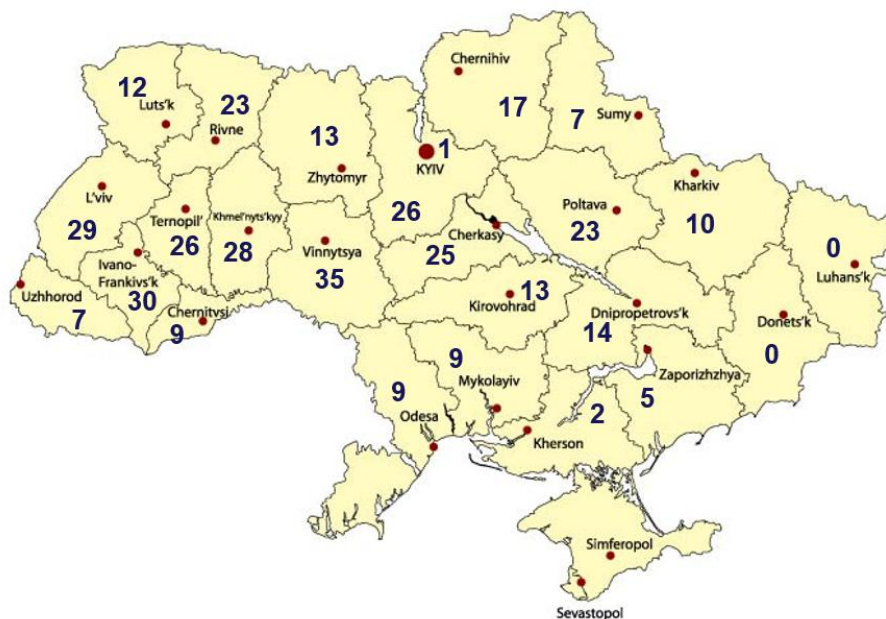 Chernihiv
12
Luts'k
23
Rivne
13
Zhytomyr
1
KYIV
17
7
Sumy
L'viv
29
Ternopil'
26
Khmel'nyts'kyy
28
Vinnytsya
35
26
Cherkasy
25
Poltava
23
Kharkiv
10
0
Luhans'k
Uzhhorod
7
Ivano-
Frankivs'k
30
Chernitvsi
9
Kirovohrad
13
Dnipropetrovs'k
14
Donets'k
0
9
Odesa
9
Mykolayiv
2
Kherson
Zaporizhzhya
5
Simferopol
Sevastopol